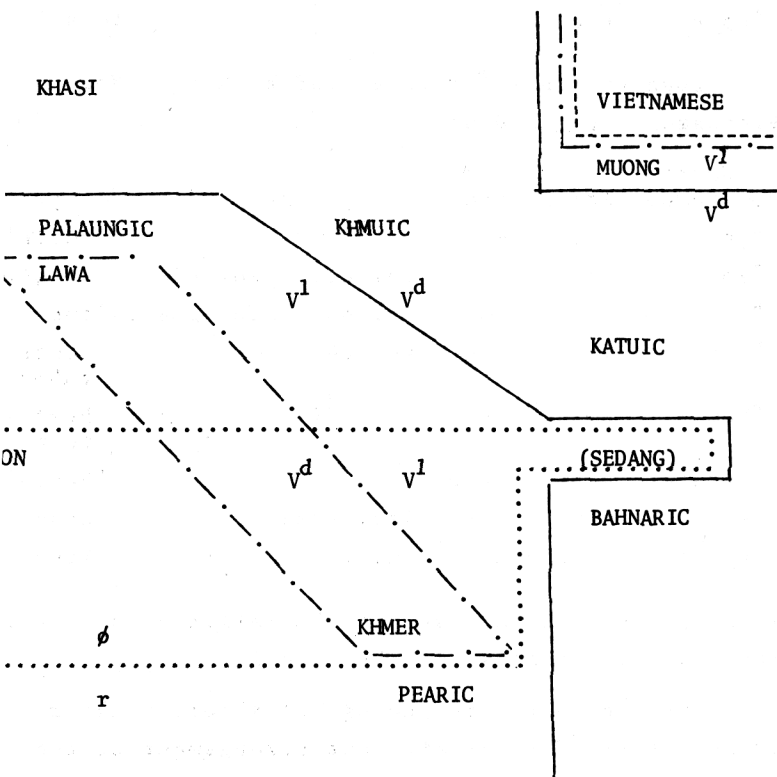 KHASI
VIETNAMESE
MUONG V¹
Vᵈ
PALAUNGIC KHMUIC
LAWA
V¹ Vᵈ
KATUIC
ON (SEDANG)
Vᵈ V¹
BAHNARIC
KHMER
ø
r PEARIC